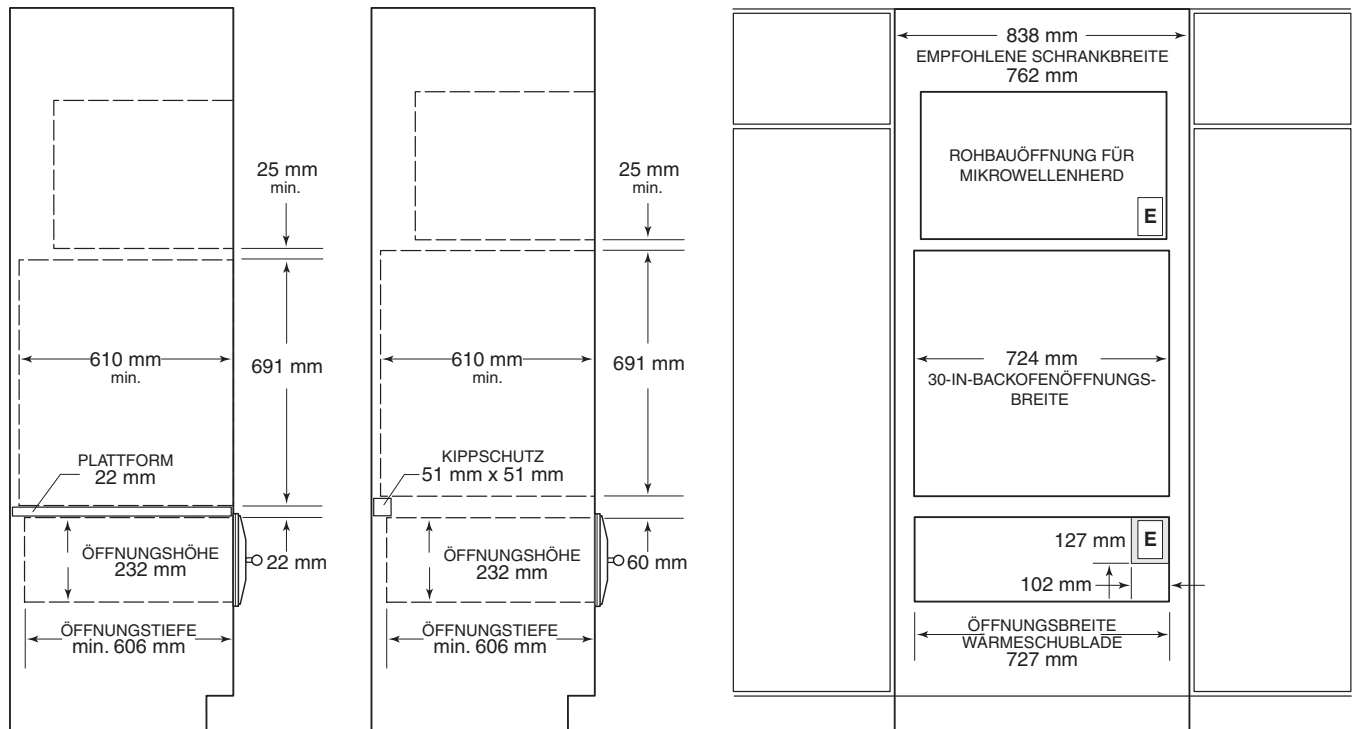 25 mm
min.
610 mm
min.
691 mm
PLATTFORM
22 mm
ÖFFNUNGSHÖHE
232 mm
22 mm
ÖFFNUNGSTIEFE
min. 606 mm
25 mm
min.
610 mm
min.
691 mm
KIPPSCHUTZ
51 mm x 51 mm
ÖFFNUNGSHÖHE
232 mm
60 mm
ÖFFNUNGSTIEFE
min. 606 mm
838 mm
EMPFOHLENE SCHRANKBREITE
762 mm
ROHBAUÖFFNUNG FÜR
MIKROWELLENHERD
E
724 mm
30-IN-BACKOFENÖFFNUNGS-
BREITE
127 mm
E
102 mm
ÖFFNUNGSBREITE
WÄRMESCHUBLADE
727 mm